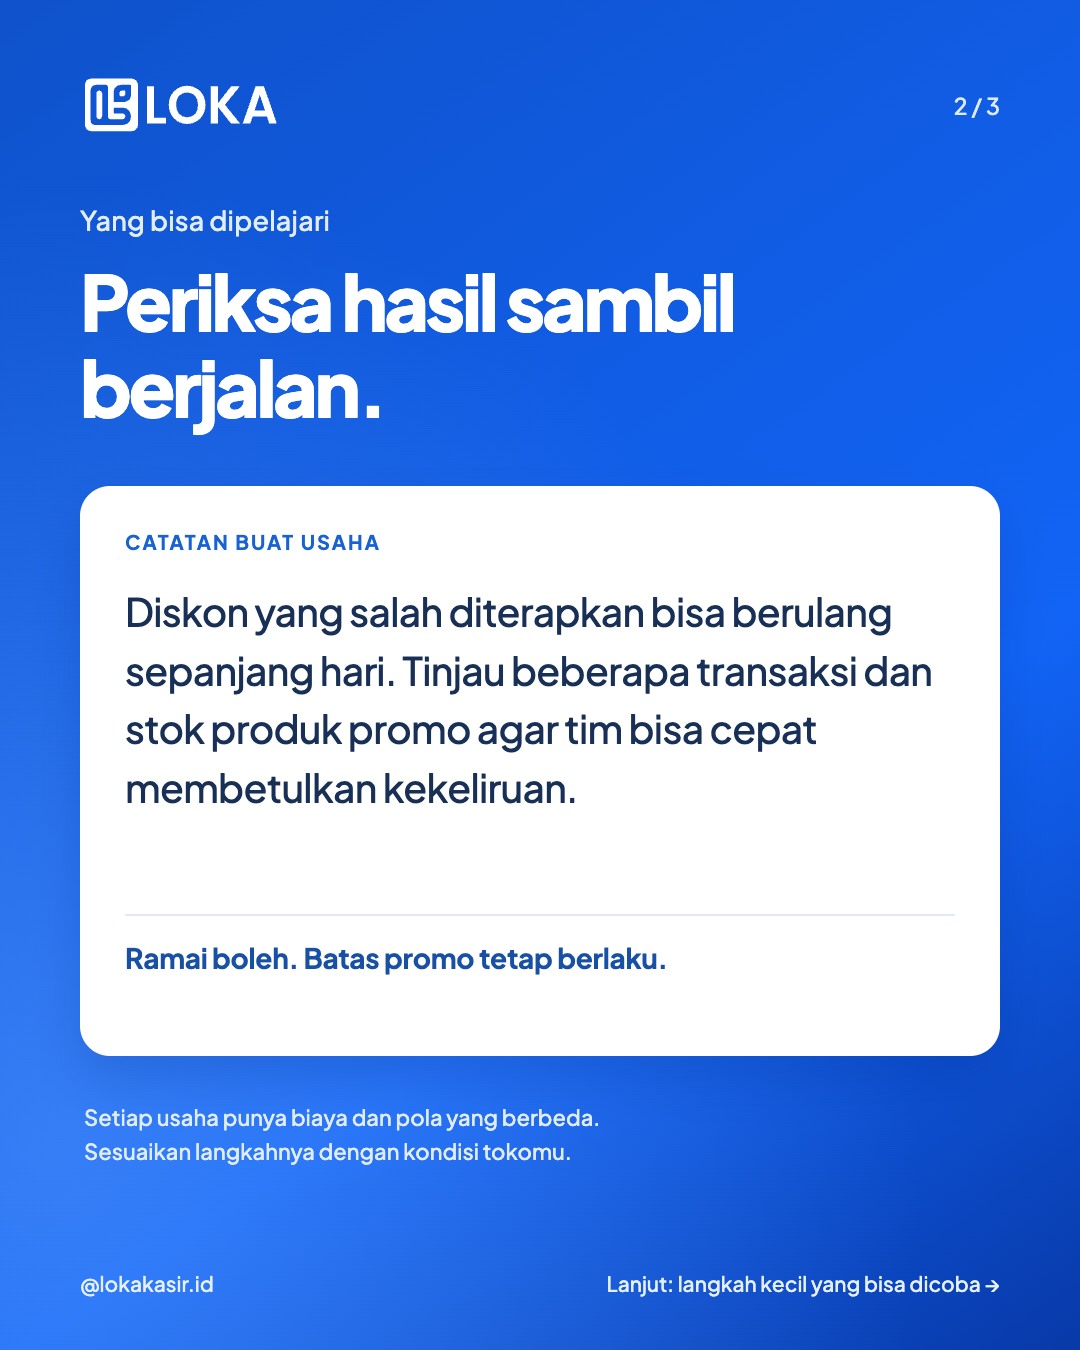 LOKA
2 / 3
Yang bisa dipelajari
Periksa hasil sambil
berjalan.
CATATAN BUAT USAHA
Diskon yang salah diterapkan bisa berulang
sepanjang hari. Tinjau beberapa transaksi dan
stok produk promo agar tim bisa cepat
membetulkan kekeliruan.
Ramai boleh. Batas promo tetap berlaku.
Setiap usaha punya biaya dan pola yang berbeda.
Sesuaikan langkahnya dengan kondisi tokomu.
@lokakasir.id
Lanjut: langkah kecil yang bisa dicoba →